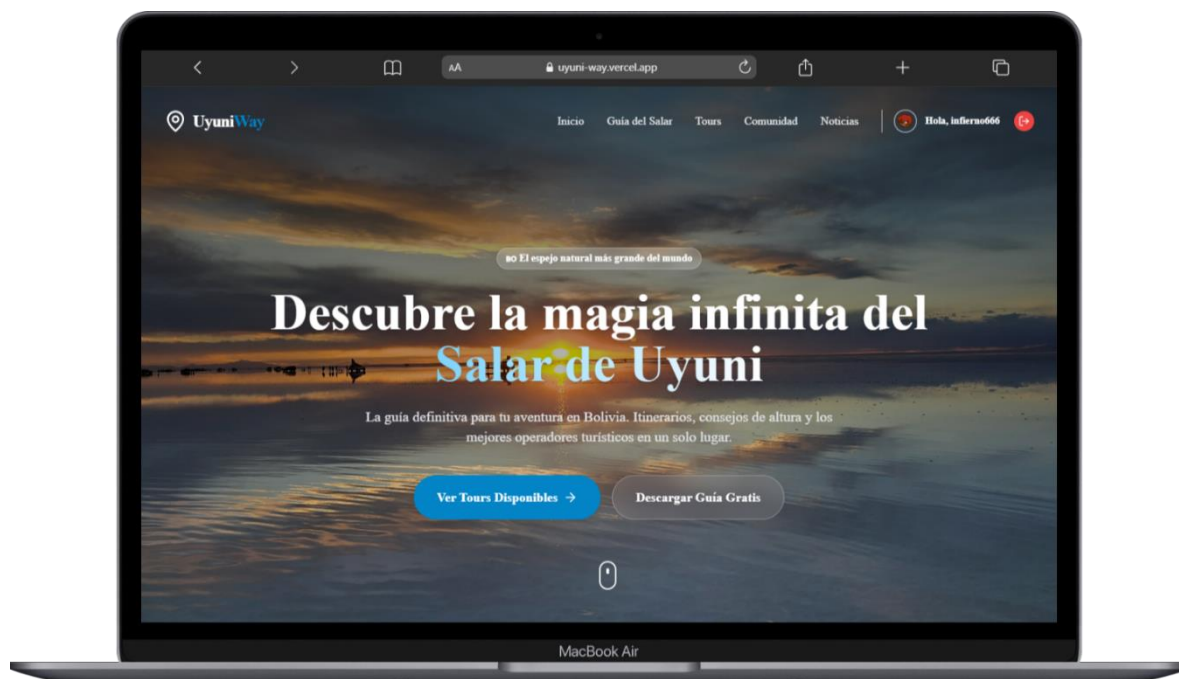 AA
uyuni-way.vercel.app
UyuniWay
Inicio
Guía del Salar
Tours
Comunidad
Noticias
Hola, infierno666
BO El espejo natural más grande del mundo
Descubre la magia infinita del
Salar de Uyuni
La guía definitiva para tu aventura en Bolivia. Itinerarios, consejos de altura y los
mejores operadores turísticos en un solo lugar.
Ver Tours Disponibles →
Descargar Guía Gratis
MacBook Air